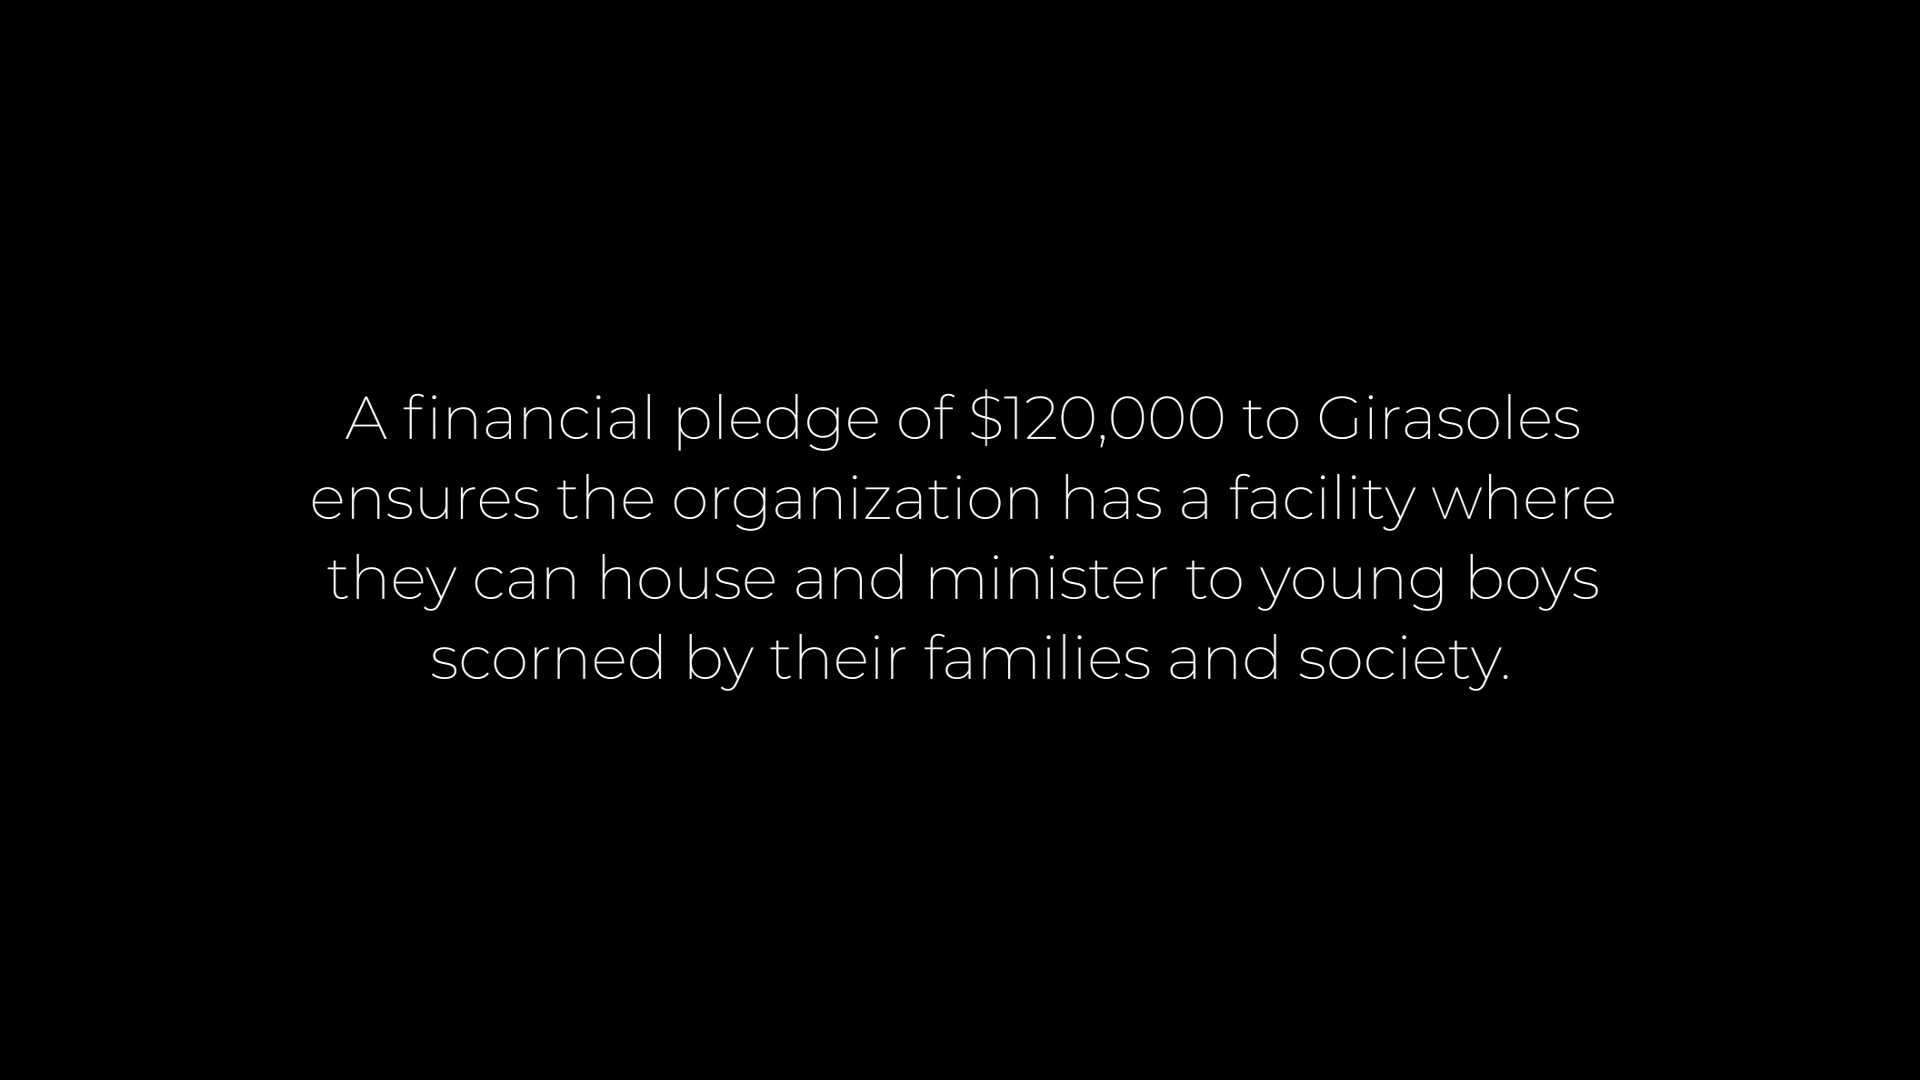 A financial pledge of $120,000 to Girasoles
ensures the organization has a facility where
they can house and minister to young boys
scorned by their families and society.